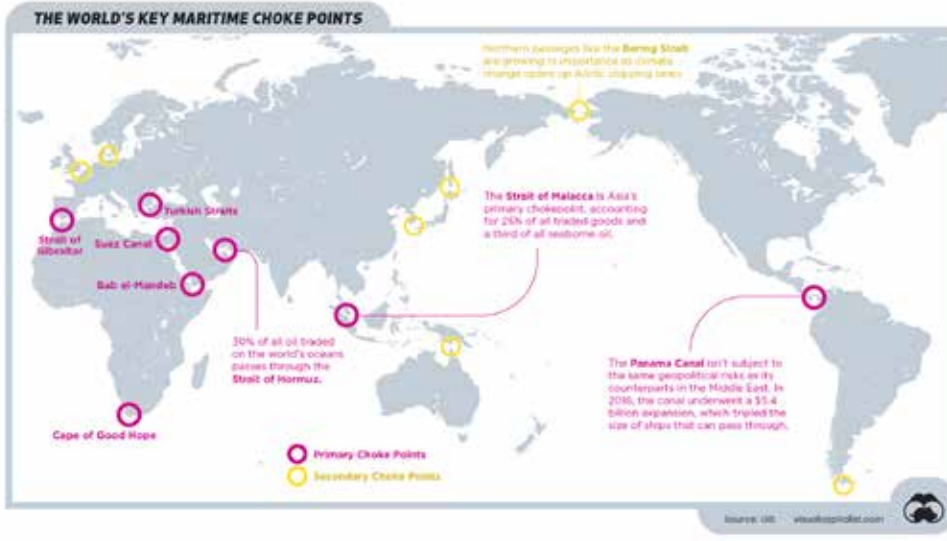 THE WORLD'S KEY MARITIME CHOKE POINTS
Northern passages like the Bering Strait
are growing in importance as climate
change opens up Arctic shipping lanes.
The Strait of Malacca is Asia's
primary chokepoint, accounting
for 25% of all traded goods and
a third of all seaborne oil.
Turkish Straits
Strait of
Gibraltar
Suez Canal
Bab el-Mandeb
30% of all oil traded
on the world's oceans
passes through the
Strait of Hormuz.
The Panama Canal isn't subject to
the same geopolitical risks as its
counterparts in the Middle East. In
2016, the canal underwent a $5.4
billion expansion, which tripled the
size of ships that can pass through.
Cape of Good Hope
Primary Choke Points
Secondary Choke Points
Source:
visualcapitalist.com